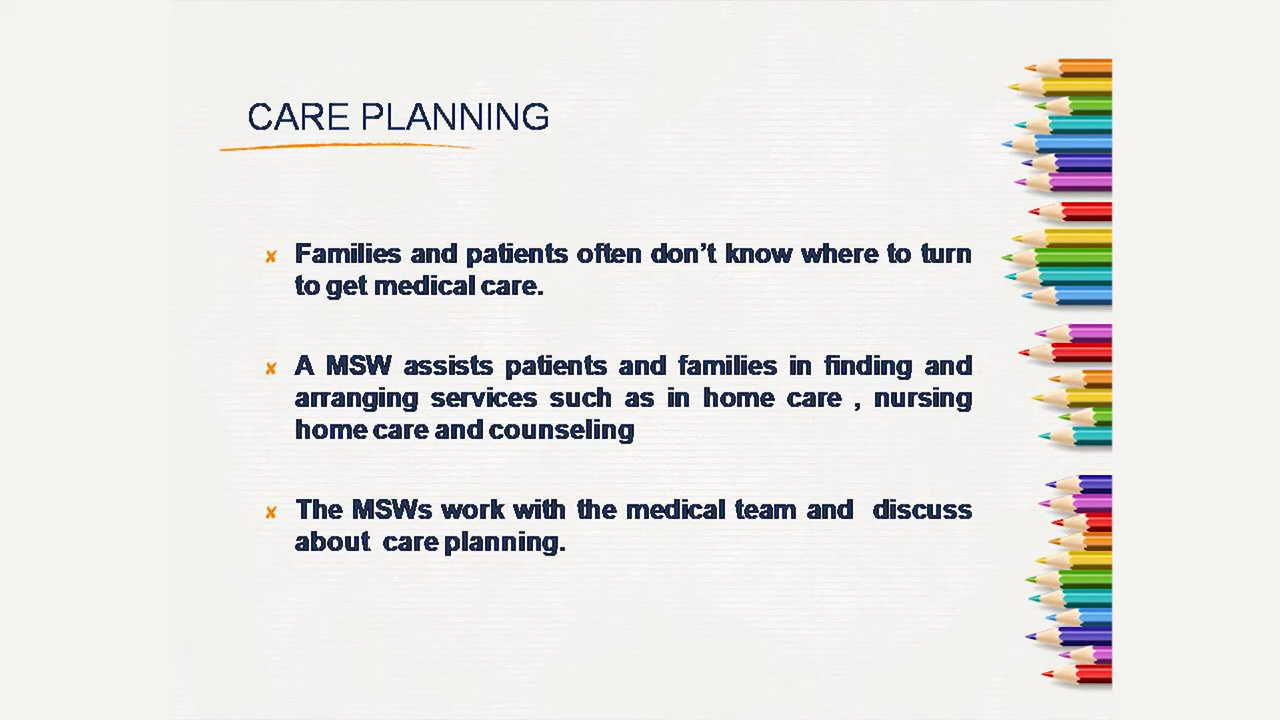 CARE PLANNING
✘ Families and patients often don’t know where to turn
to get medical care.
✘ A MSW assists patients and families in finding and
arranging services such as in home care , nursing
home care and counseling
✘ The MSWs work with the medical team and  discuss
about  care planning.